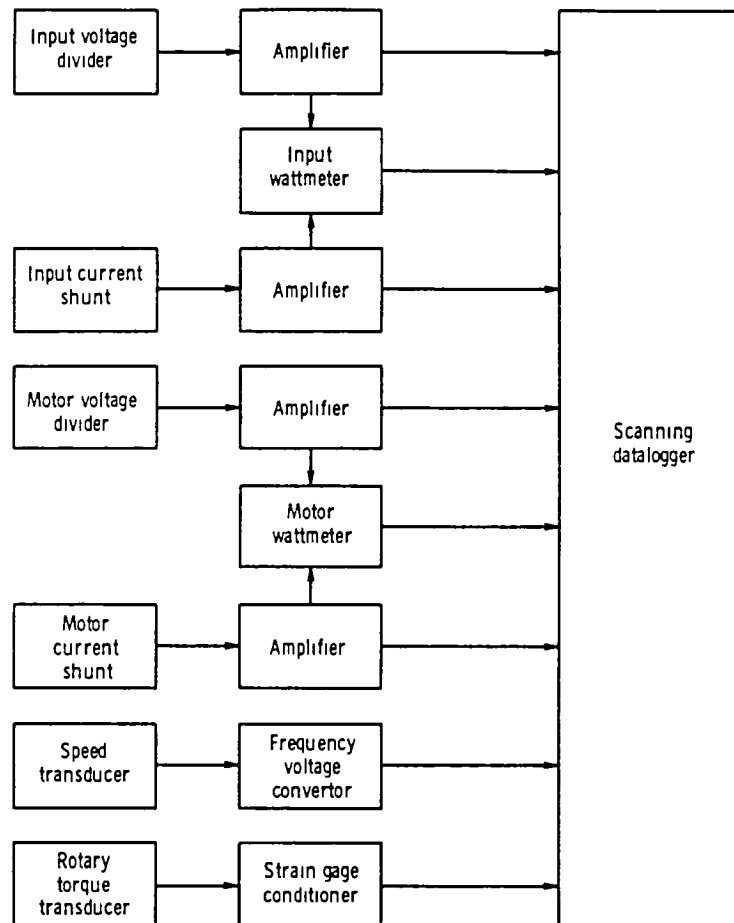 Input voltage
divider
Amplifier
Input
wattmeter
Input current
shunt
Amplifier
Motor voltage
divider
Amplifier
Scanning
datalogger
Motor
wattmeter
Motor
current
shunt
Amplifier
Speed
transducer
Frequency
voltage
convertor
Rotary
torque
transducer
Strain gage
conditioner